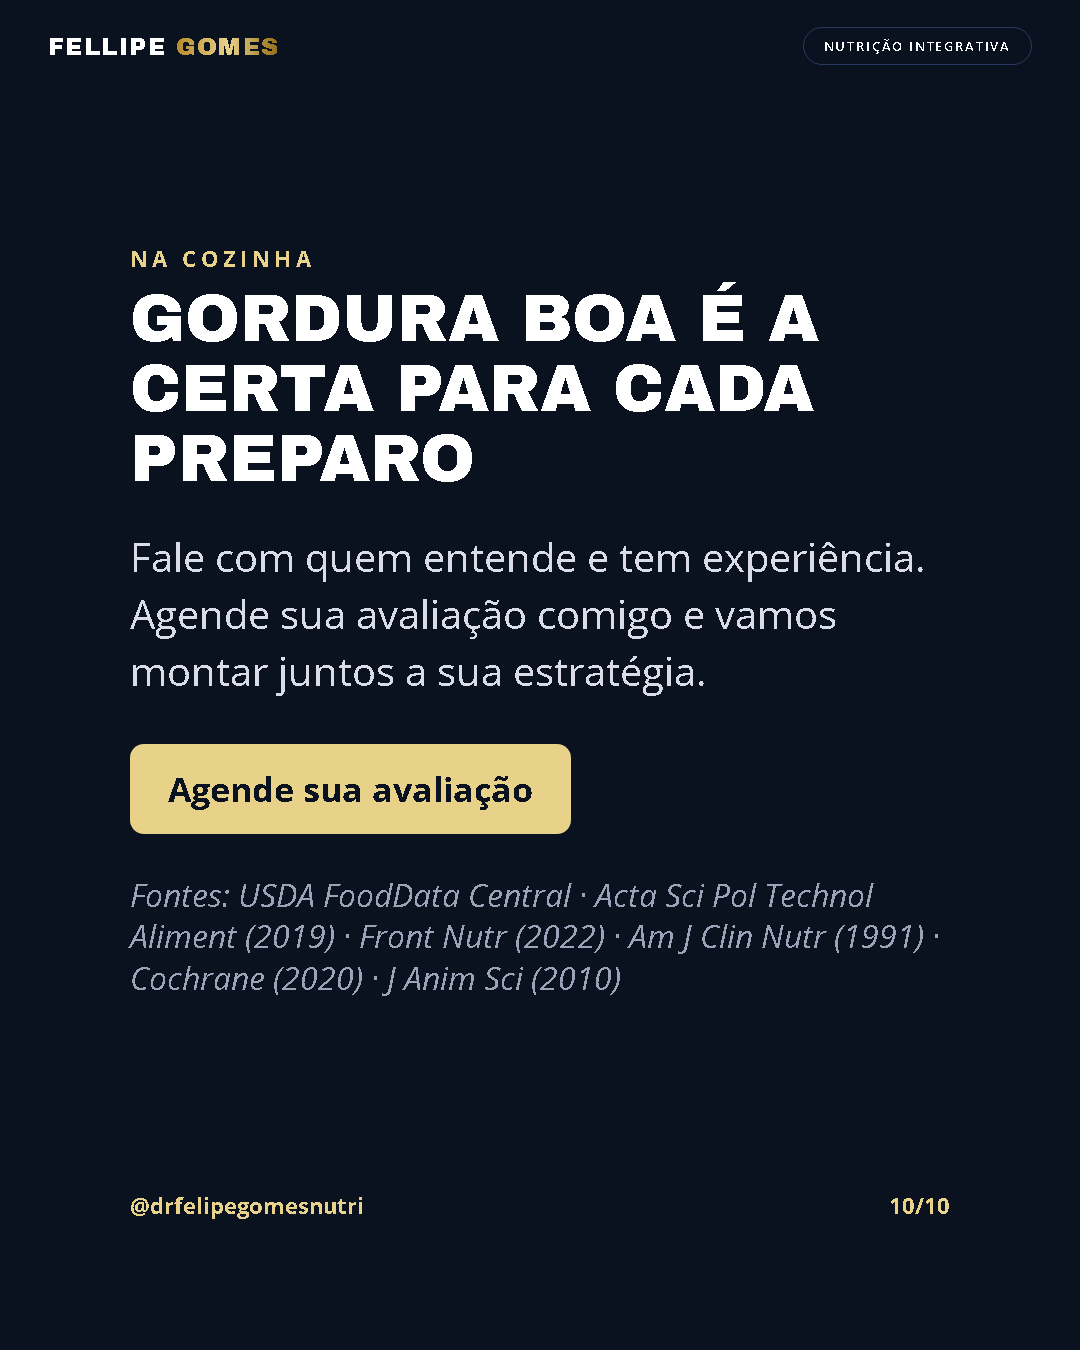 FELLIPE GOMES
NUTRIÇÃO INTEGRATIVA
NA COZINHA
GORDURA BOA É A
CERTA PARA CADA
PREPARO
Fale com quem entende e tem experiência.
Agende sua avaliação comigo e vamos
montar juntos a sua estratégia.
Agende sua avaliação
Fontes: USDA FoodData Central · Acta Sci Pol Technol
Aliment (2019) · Front Nutr (2022) · Am J Clin Nutr (1991) ·
Cochrane (2020) · J Anim Sci (2010)
@drfelipegomesnutri
10/10